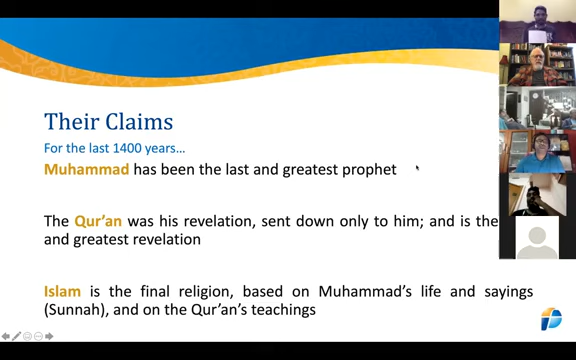 Their Claims
For the last 1400 years...
Muhammad has been the last and greatest prophet
The Qur'an was his revelation, sent down only to him; and is the
and greatest revelation
Islam is the final religion, based on Muhammad's life and sayings
(Sunnah), and on the Qur'an's teachings